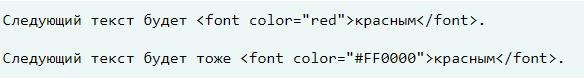 Следующий текст будет <font color="red">красным</font>.
Следующий текст будет тоже <font color="#FF0000">красным</font>.